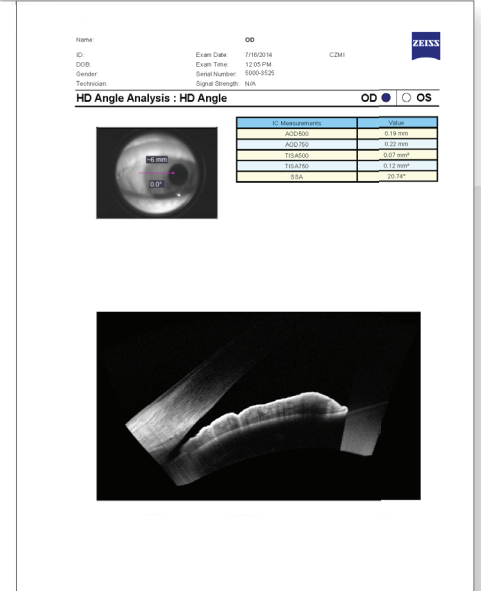 Name: OD
ZEISS
ID: Exam Date: 7/16/2014 CZMI
DOB: Exam Time: 12:05 PM
Gender: Serial Number: 5000-3525
Technician: Signal Strength: N/A
HD Angle Analysis : HD Angle OD OS
IC Measurements Value
AOD500 0.19 mm
AOD750 0.22 mm
TISA500 0.07 mm²
TISA750 0.12 mm²
SSA 20.74°
~6 mm
0.0°